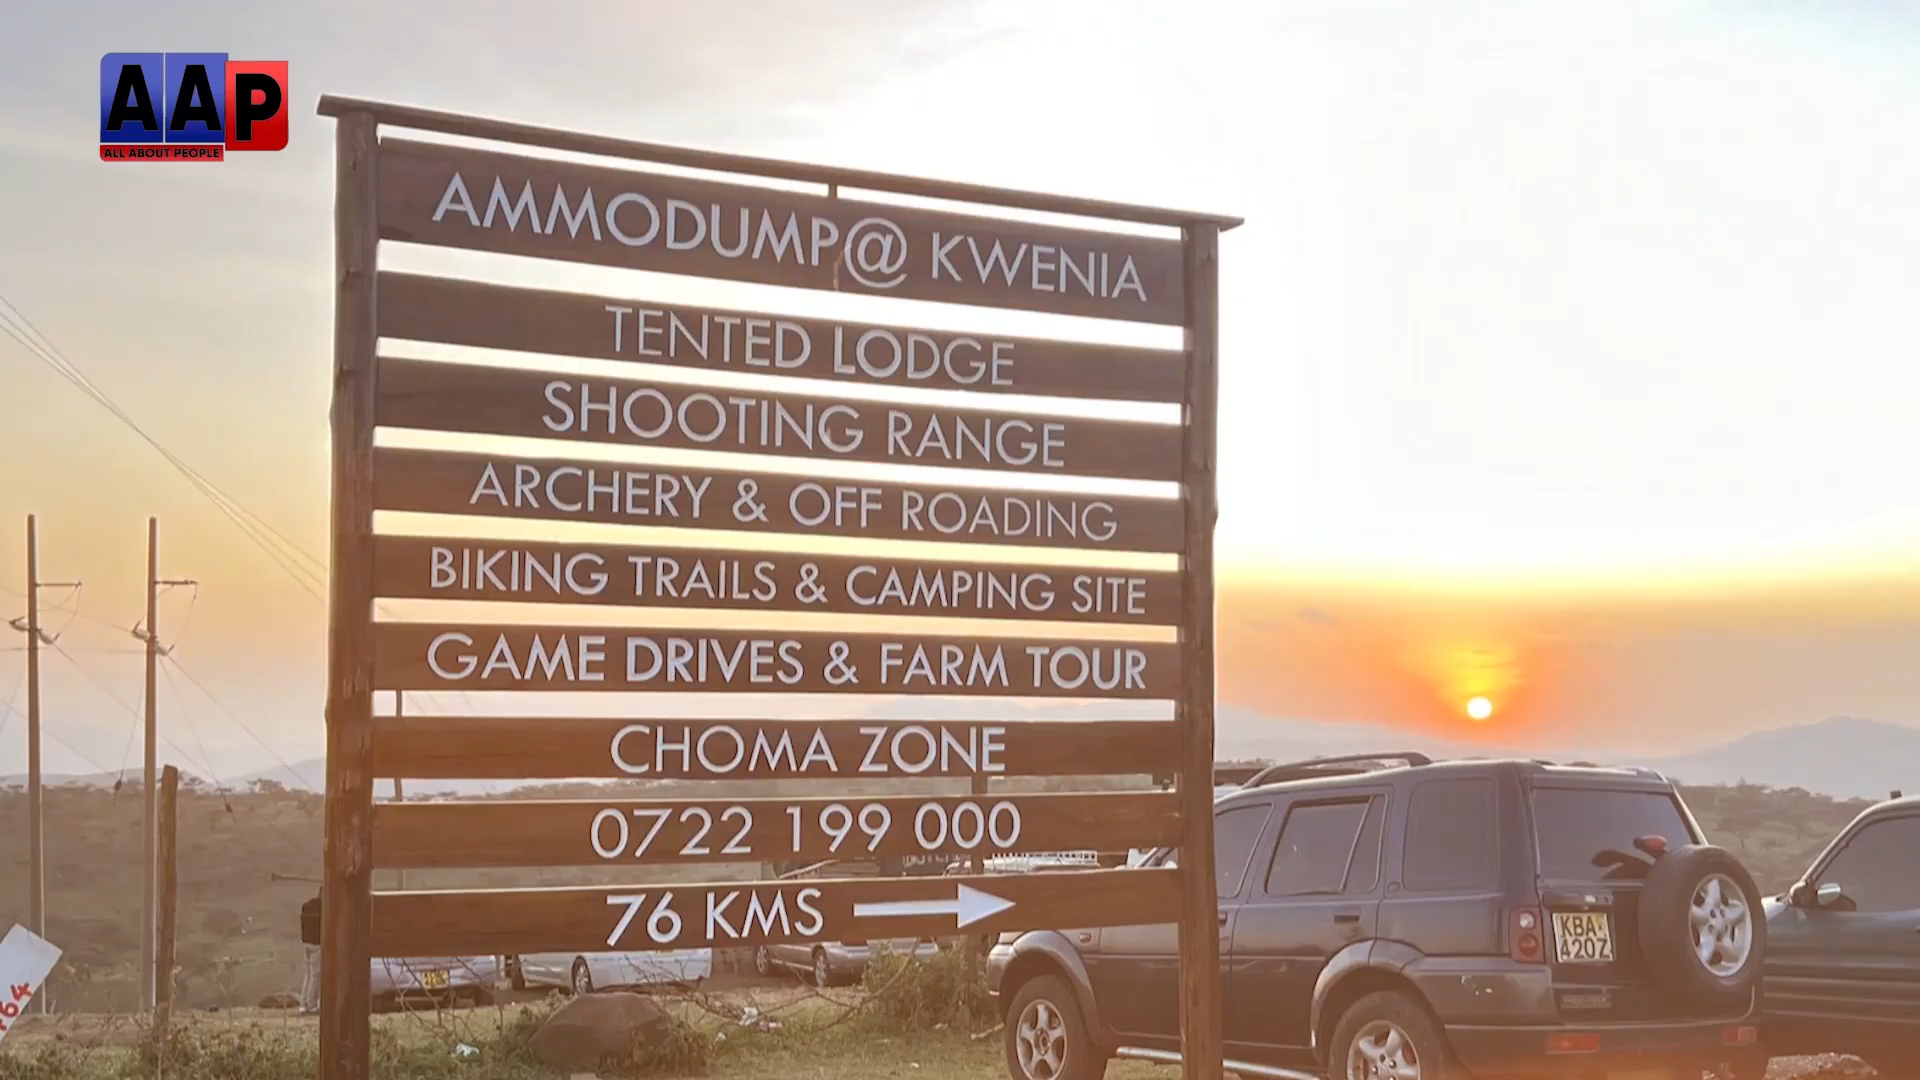 AAP
ALL ABOUT PEOPLE
AMMODUMP@ KWENIA
TENTED LODGE
SHOOTING RANGE
ARCHERY & OFF ROADING
BIKING TRAILS & CAMPING SITE
GAME DRIVES & FARM TOUR
CHOMA ZONE
0722 199 000
76 KMS
KBA
420Z
764